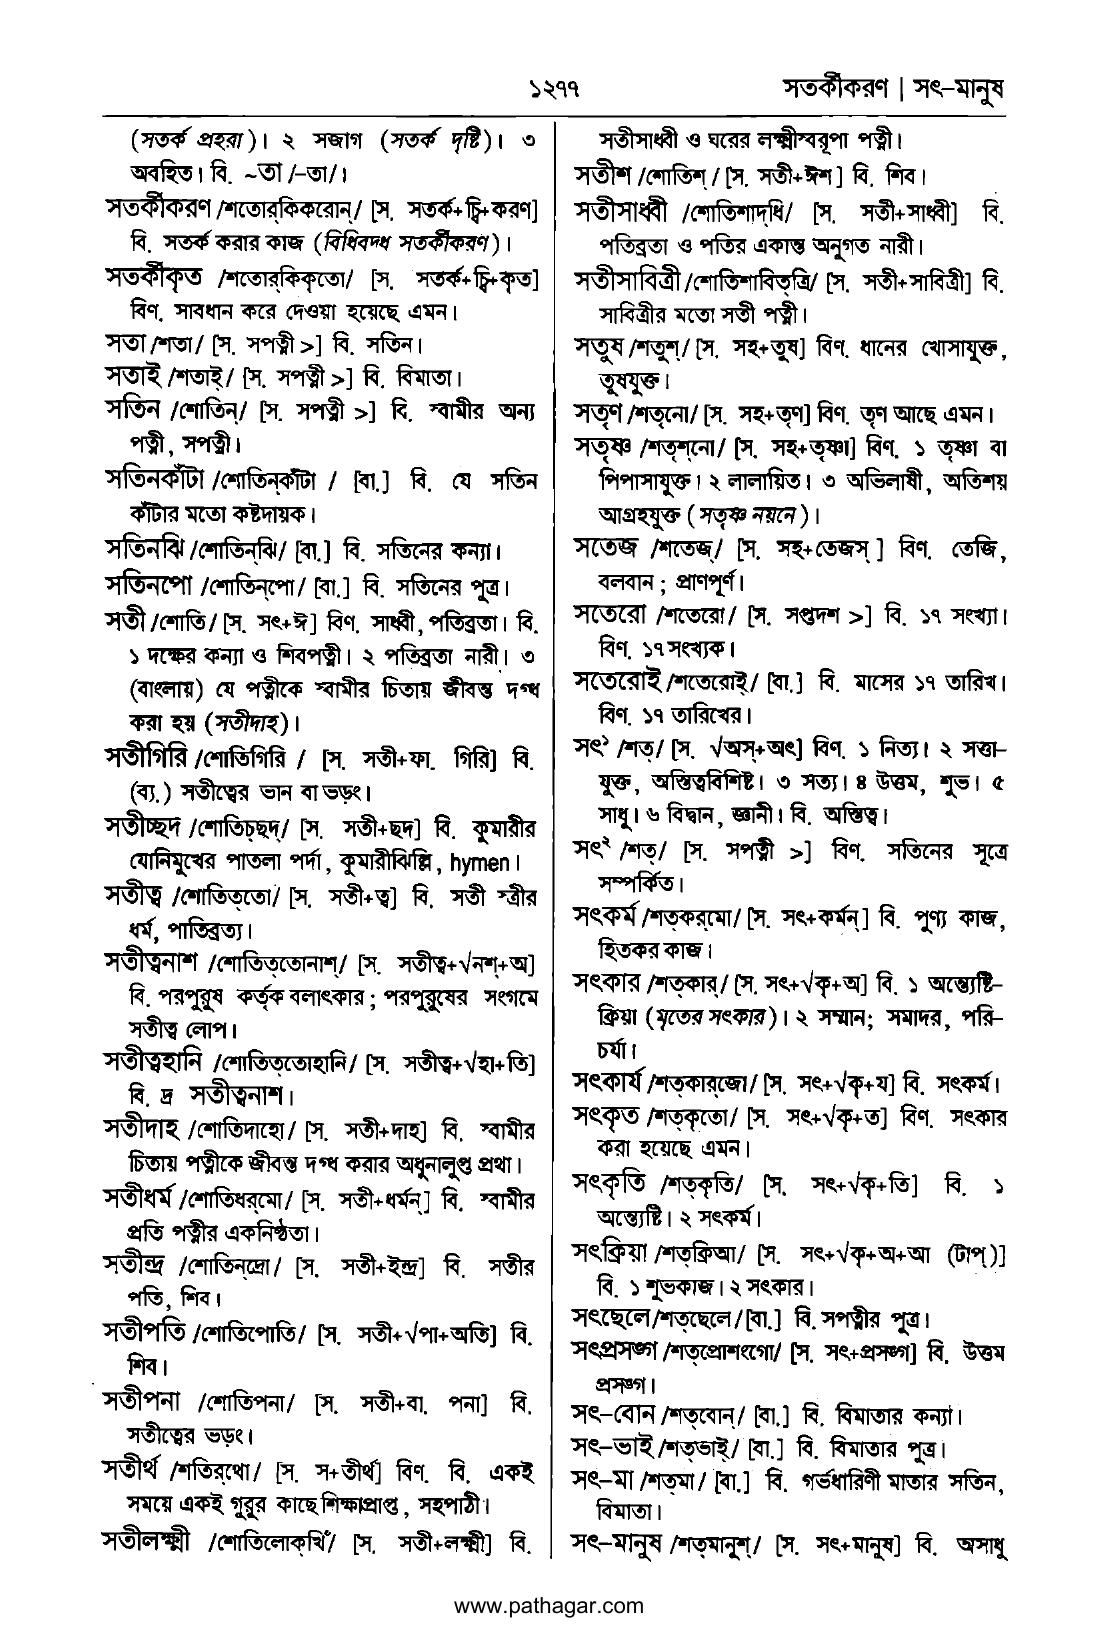 ১২৭৭
সতর্কীকরণ | সৎ–মানুষ
(সতর্ক প্রহরা)। ২ সজাগ (সতর্ক দৃষ্টি)। ৩
অবহিত। বি. ~তা /–তা/।
সতর্কীকরণ /শতোর্‌কিকরোন্‌/ [স. সতর্ক+চ্বি+করণ]
বি. সতর্ক করার কাজ (বিধিবদ্ধ সতর্কীকরণ)।
সতর্কীকৃত /শতোর্‌কিকৃতো/ [স. সতর্ক+চ্বি+কৃত]
বিণ. সাবধান করে দেওয়া হয়েছে এমন।
সতা /শতা/ [স. সপত্নী >] বি. সতিন।
সতাই /শতাই্‌/ [স. সপত্নী >] বি. বিমাতা।
সতিন /শোতিন্‌/ [স. সপত্নী >] বি. স্বামীর অন্য
পত্নী, সপত্নী।
সতিনকাঁটা /শোতিন্‌কাঁটা / [বা.] বি. যে সতিন
কাঁটার মতো কষ্টদায়ক।
সতিনঝি /শোতিন্‌ঝি/ [বা.] বি. সতিনের কন্যা।
সতিনপো /শোতিন্‌পো/ [বা.] বি. সতিনের পুত্র।
সতী /শোতি/ [স. সৎ+ঈ] বিণ. সাধ্বী, পতিব্রতা। বি.
১ দক্ষের কন্যা ও শিবপত্নী। ২ পতিব্রতা নারী। ৩
(বাংলায়) যে পত্নীকে স্বামীর চিতায় জীবন্ত দগ্ধ
করা হয় (সতীদাহ)।
সতীগিরি /শোতিগিরি / [স. সতী+ফা. গিরি] বি.
(ব্য.) সতীত্বের ভান বা ভড়ং।
সতীচ্ছদ /শোতিচ্‌ছদ্‌/ [স. সতী+ছদ] বি. কুমারীর
যোনিমুখের পাতলা পর্দা, কুমারীঝিল্লি, hymen।
সতীত্ব /শোতিত্‌তো/ [স. সতী+ত্ব] বি. সতী স্ত্রীর
ধর্ম, পাতিব্রত্য।
সতীত্বনাশ /শোতিত্‌তোনাশ্‌/ [স. সতীত্ব+√নশ্‌+অ]
বি. পরপুরুষ কর্তৃক বলাৎকার; পরপুরুষের সংগমে
সতীত্ব লোপ।
সতীত্বহানি /শোতিত্‌তোহানি/ [স. সতীত্ব+√হা+তি]
বি. দ্র সতীত্বনাশ।
সতীদাহ /শোতিদাহো/ [স. সতী+দাহ] বি. স্বামীর
চিতায় পত্নীকে জীবন্ত দগ্ধ করার অধুনালুপ্ত প্রথা।
সতীধর্ম /শোতিধর্‌মো/ [স. সতী+ধর্মন্‌] বি. স্বামীর
প্রতি পত্নীর একনিষ্ঠতা।
সতীন্দ্র /শোতিন্‌দ্রো/ [স. সতী+ইন্দ্র] বি. সতীর
পতি, শিব।
সতীপতি /শোতিপোতি/ [স. সতী+√পা+অতি] বি.
শিব।
সতীপনা /শোতিপনা/ [স. সতী+বা. পনা] বি.
সতীত্বের ভড়ং।
সতীর্থ /শতির্‌থো/ [স. স+তীর্থ] বিণ. বি. একই
সময়ে একই গুরুর কাছে শিক্ষাপ্রাপ্ত, সহপাঠী।
সতীলক্ষ্মী /শোতিলোক্‌খিঁ/ [স. সতী+লক্ষ্মী] বি.
সতীসাধ্বী ও ঘরের লক্ষ্মীস্বরূপা পত্নী।
সতীশ /শোতিশ্‌/ [স. সতী+ঈশ] বি. শিব।
সতীসাধ্বী /শোতিশাদ্‌ধি/ [স. সতী+সাধ্বী] বি.
পতিব্রতা ও পতির একান্ত অনুগত নারী।
সতীসাবিত্রী /শোতিশাবিত্‌ত্রি/ [স. সতী+সাবিত্রী] বি.
সাবিত্রীর মতো সতী পত্নী।
সতুষ /শতুশ্‌/ [স. সহ+তুষ] বিণ. ধানের খোসাযুক্ত,
তুষযুক্ত।
সতৃণ /শতৃনো/ [স. সহ+তৃণ] বিণ. তৃণ আছে এমন।
সতৃষ্ণ /শতৃশ্‌নো/ [স. সহ+তৃষ্ণা] বিণ. ১ তৃষ্ণা বা
পিপাসাযুক্ত। ২ লালায়িত। ৩ অভিলাষী, অতিশয়
আগ্রহযুক্ত (সতৃষ্ণ নয়নে)।
সতেজ /শতেজ্‌/ [স. সহ+তেজস্‌ ] বিণ. তেজি,
বলবান; প্রাণপূর্ণ।
সতেরো /শতেরো/ [স. সপ্তদশ >] বি. ১৭ সংখ্যা।
বিণ. ১৭ সংখ্যক।
সতেরোই /শতেরোই্‌/ [বা.] বি. মাসের ১৭ তারিখ।
বিণ. ১৭ তারিখের।
সৎ¹ /শত্‌/ [স. √অস্‌+অৎ] বিণ. ১ নিত্য। ২ সত্তা–
যুক্ত, অস্তিত্ববিশিষ্ট। ৩ সত্য। ৪ উত্তম, শুভ। ৫
সাধু। ৬ বিদ্বান, জ্ঞানী। বি. অস্তিত্ব।
সৎ² /শত্‌/ [স. সপত্নী >] বিণ. সতিনের সূত্রে
সম্পর্কিত।
সৎকর্ম /শত্‌কর্‌মো/ [স. সৎ+কর্মন্‌] বি. পুণ্য কাজ,
হিতকর কাজ।
সৎকার /শত্‌কার্‌/ [স. সৎ+√কৃ+অ] বি. ১ অন্ত্যেষ্টি–
ক্রিয়া (মৃতের সৎকার)। ২ সম্মান; সমাদর, পরি–
চর্যা।
সৎকার্য /শত্‌কার্‌জো/ [স. সৎ+√কৃ+য] বি. সৎকর্ম।
সৎকৃত /শত্‌কৃতো/ [স. সৎ+√কৃ+ত] বিণ. সৎকার
করা হয়েছে এমন।
সৎকৃতি /শত্‌কৃতি/ [স. সৎ+√কৃ+তি] বি. ১
অন্ত্যেষ্টি। ২ সৎকর্ম।
সৎক্রিয়া /শত্‌ক্রিআ/ [স. সৎ+√কৃ+অ+আ (টাপ্‌)]
বি. ১ শুভকাজ। ২ সৎকার।
সৎছেলে /শত্‌ছেলে/ [বা.] বি. সপত্নীর পুত্র।
সৎপ্রসঙ্গ /শত্‌প্রোশংগো/ [স. সৎ+প্রসঙ্গ] বি. উত্তম
প্রসঙ্গ।
সৎ–বোন /শত্‌বোন্‌/ [বা.] বি. বিমাতার কন্যা।
সৎ–ভাই /শত্‌ভাই্‌/ [বা.] বি. বিমাতার পুত্র।
সৎ–মা /শত্‌মা/ [বা.] বি. গর্ভধারিণী মাতার সতিন,
বিমাতা।
সৎ–মানুষ /শত্‌মানুশ্‌/ [স. সৎ+মানুষ] বি. অসাধু
www.pathagar.com